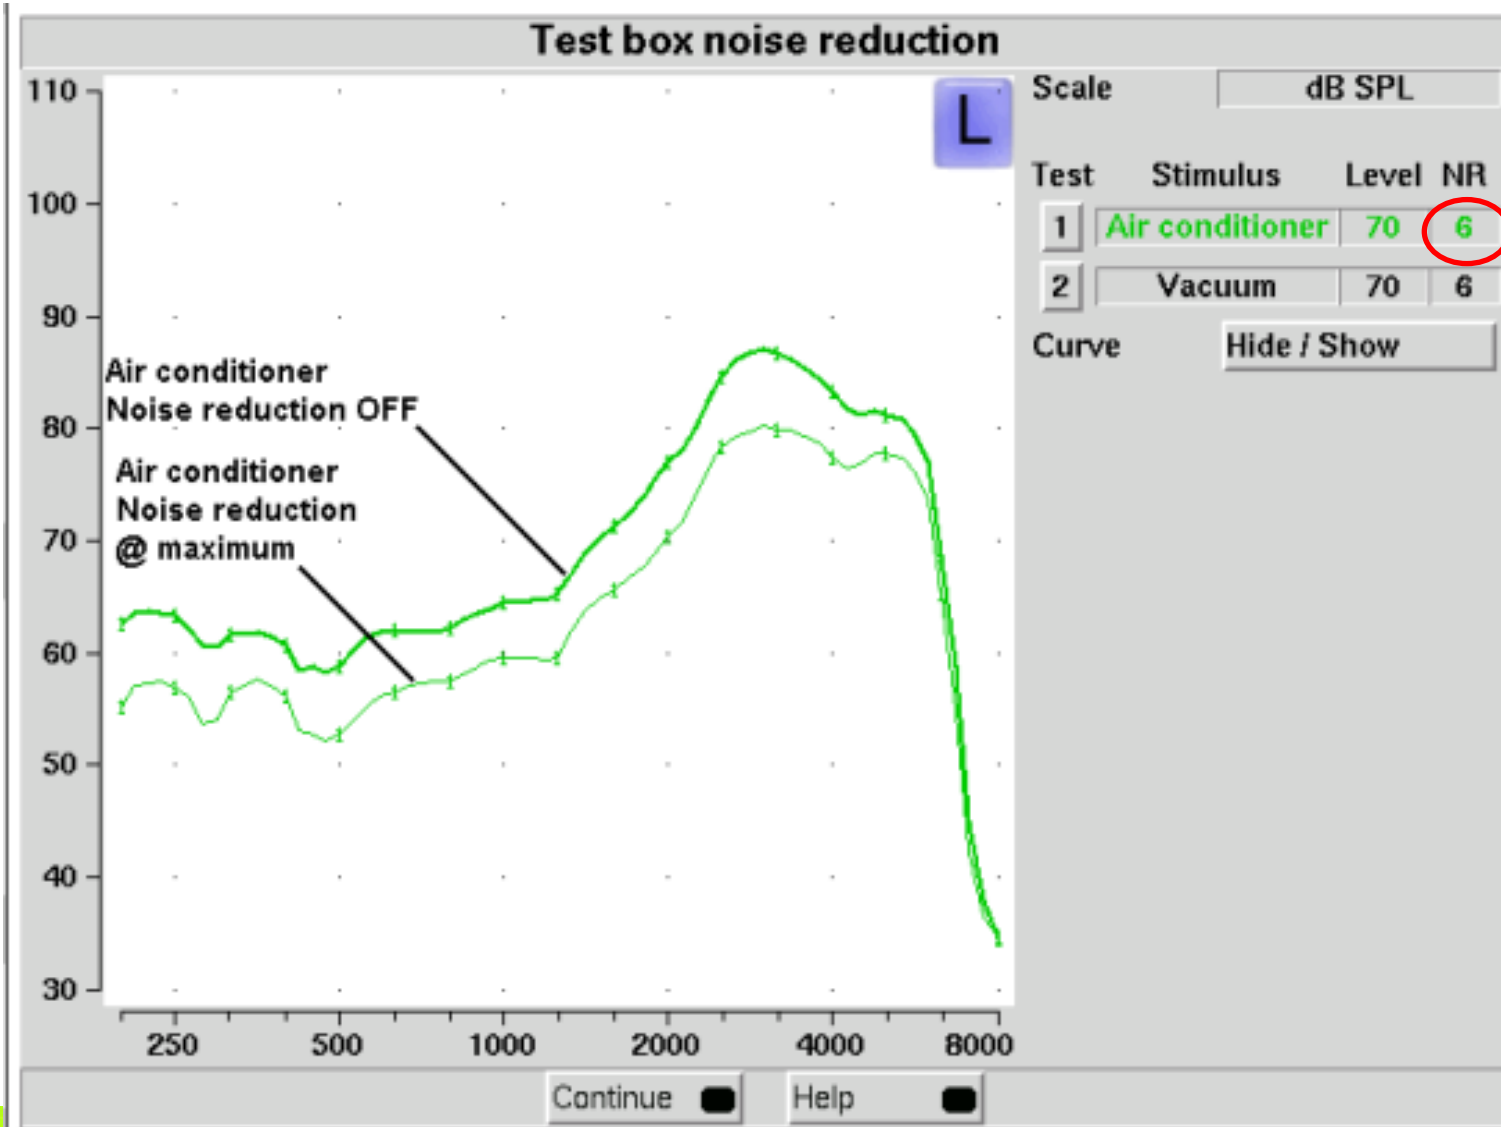 Test box noise reduction
110
100
90
80
70
60
50
40
30
L
Air conditioner
Noise reduction OFF
Air conditioner
Noise reduction
@ maximum
250 500 1000 2000 4000 8000
Scale dB SPL
Test Stimulus Level NR
1 Air conditioner 70 6
2 Vacuum 70 6
Curve Hide / Show
Continue Help